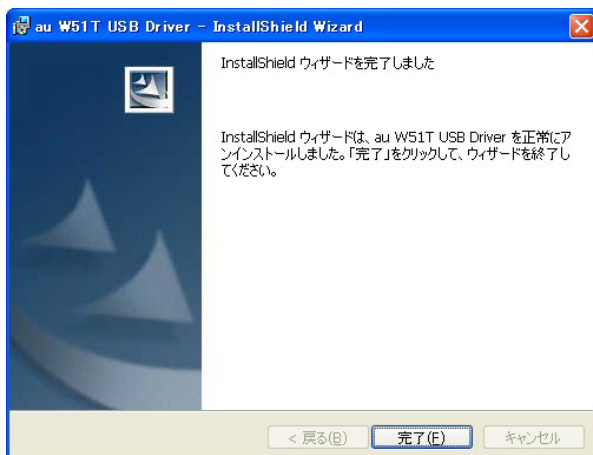 au W51T USB Driver - InstallShield Wizard
InstallShield ウィザードを完了しました
InstallShield ウィザードは、au W51T USB Driver を正常にア
ンインストールしました。「完了」をクリックして、ウィザードを終了し
てください。
< 戻る(B)
完了(F)
キャンセル